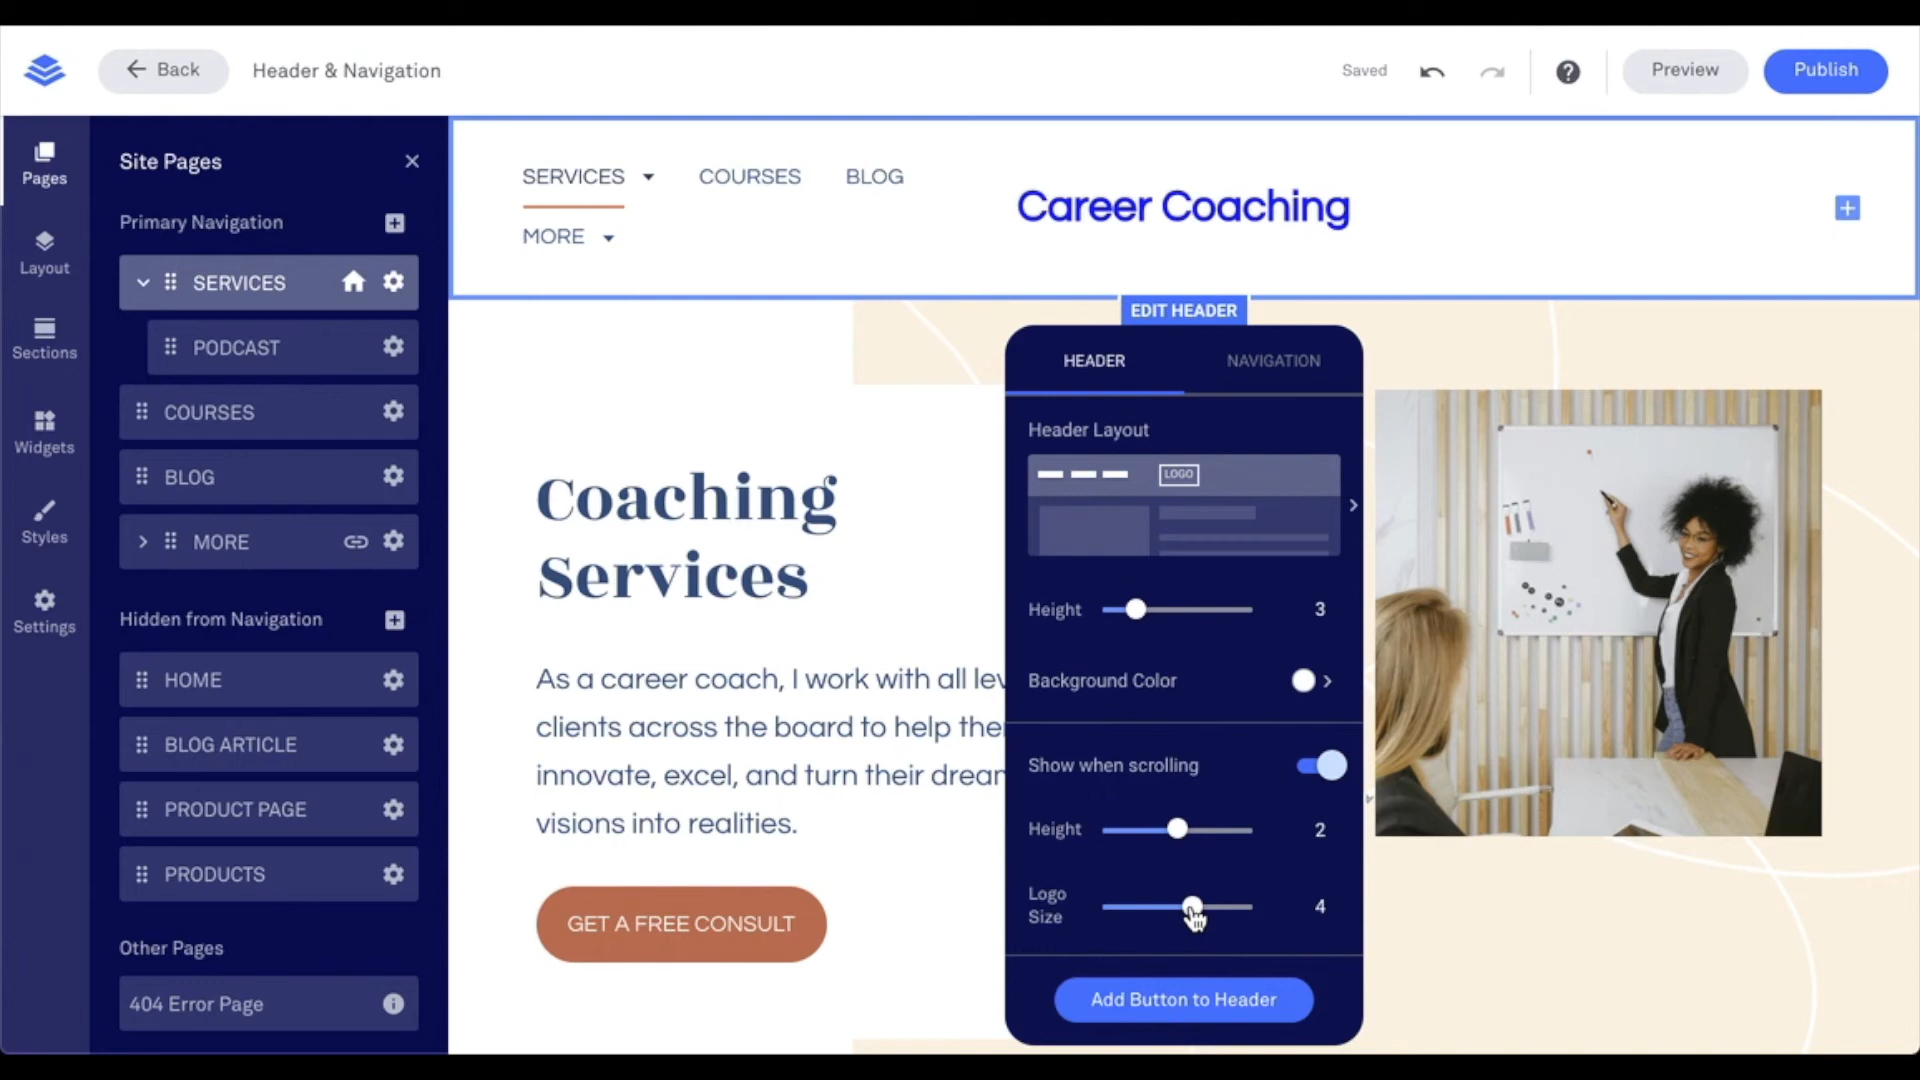 Back
Header & Navigation
Saved
Preview
Publish
Pages
Layout
Sections
Widgets
Styles
Settings
Site Pages
Primary Navigation
SERVICES
PODCAST
COURSES
BLOG
MORE
Hidden from Navigation
HOME
BLOG ARTICLE
PRODUCT PAGE
PRODUCTS
Other Pages
404 Error Page
SERVICES COURSES BLOG
MORE
Career Coaching
EDIT HEADER
Coaching
Services
As a career coach, I work with all lev
clients across the board to help the
innovate, excel, and turn their drear
visions into realities.
GET A FREE CONSULT
HEADER NAVIGATION
Header Layout
LOGO
Height 3
Background Color
Show when scrolling
Height 2
Logo
Size 4
Add Button to Header